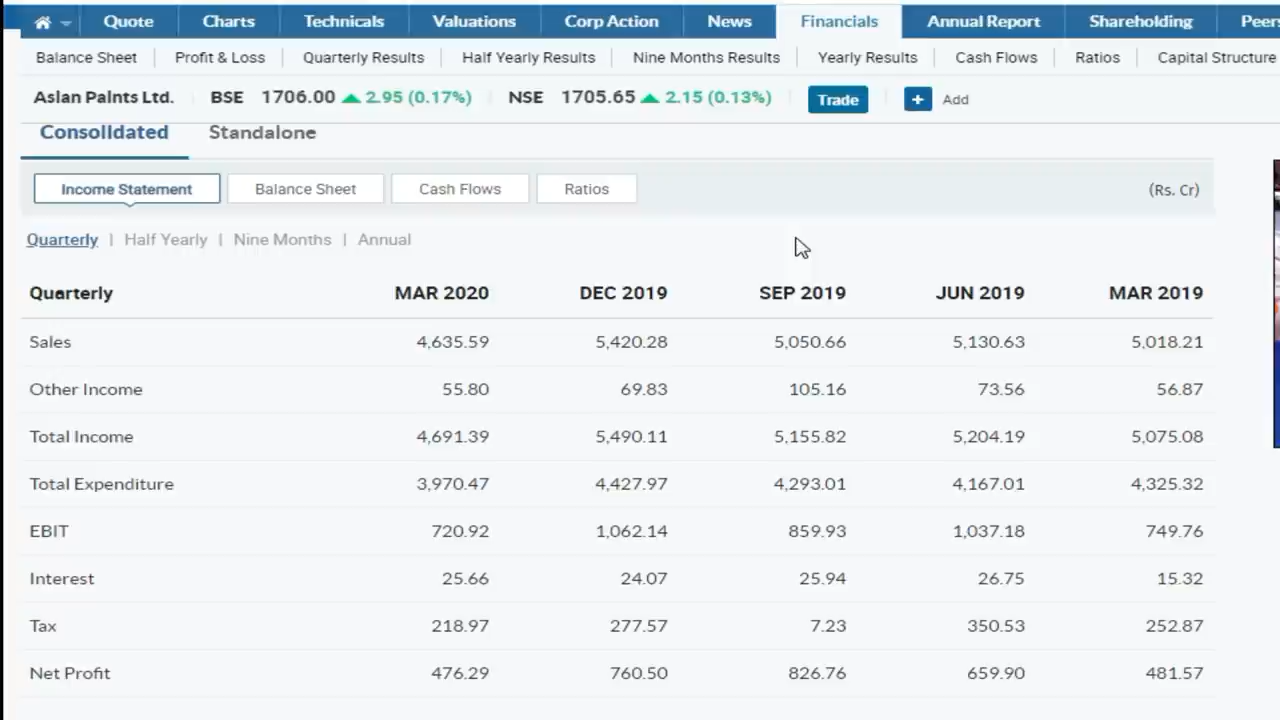 Quote Charts Technicals Valuations Corp Action News Financials Annual Report Shareholding Peers
Balance Sheet Profit & Loss Quarterly Results Half Yearly Results Nine Months Results Yearly Results Cash Flows Ratios Capital Structure
Asian Paints Ltd. BSE 1706.00 2.95 (0.17%) NSE 1705.65 2.15 (0.13%) Trade + Add
Consolidated Standalone
Income Statement Balance Sheet Cash Flows Ratios (Rs. Cr)
Quarterly | Half Yearly | Nine Months | Annual
Quarterly MAR 2020 DEC 2019 SEP 2019 JUN 2019 MAR 2019
Sales 4,635.59 5,420.28 5,050.66 5,130.63 5,018.21
Other Income 55.80 69.83 105.16 73.56 56.87
Total Income 4,691.39 5,490.11 5,155.82 5,204.19 5,075.08
Total Expenditure 3,970.47 4,427.97 4,293.01 4,167.01 4,325.32
EBIT 720.92 1,062.14 859.93 1,037.18 749.76
Interest 25.66 24.07 25.94 26.75 15.32
Tax 218.97 277.57 7.23 350.53 252.87
Net Profit 476.29 760.50 826.76 659.90 481.57